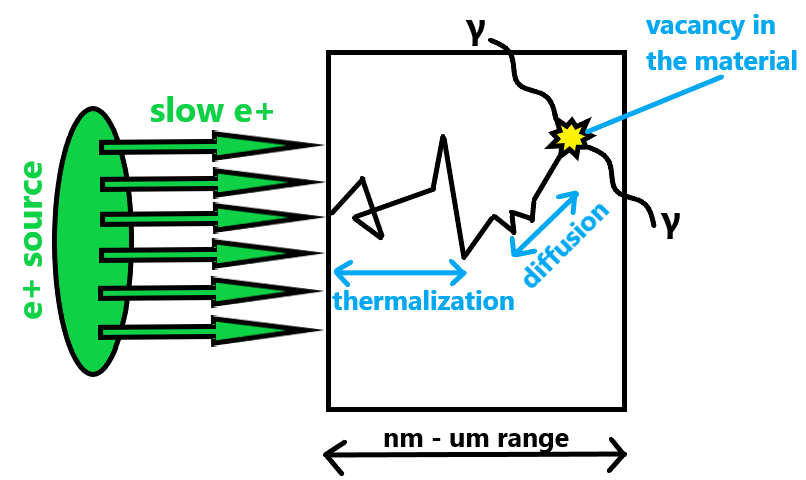 γ
vacancy in
the material
slow e+
e+ source
γ
diffusion
thermalization
nm - um range